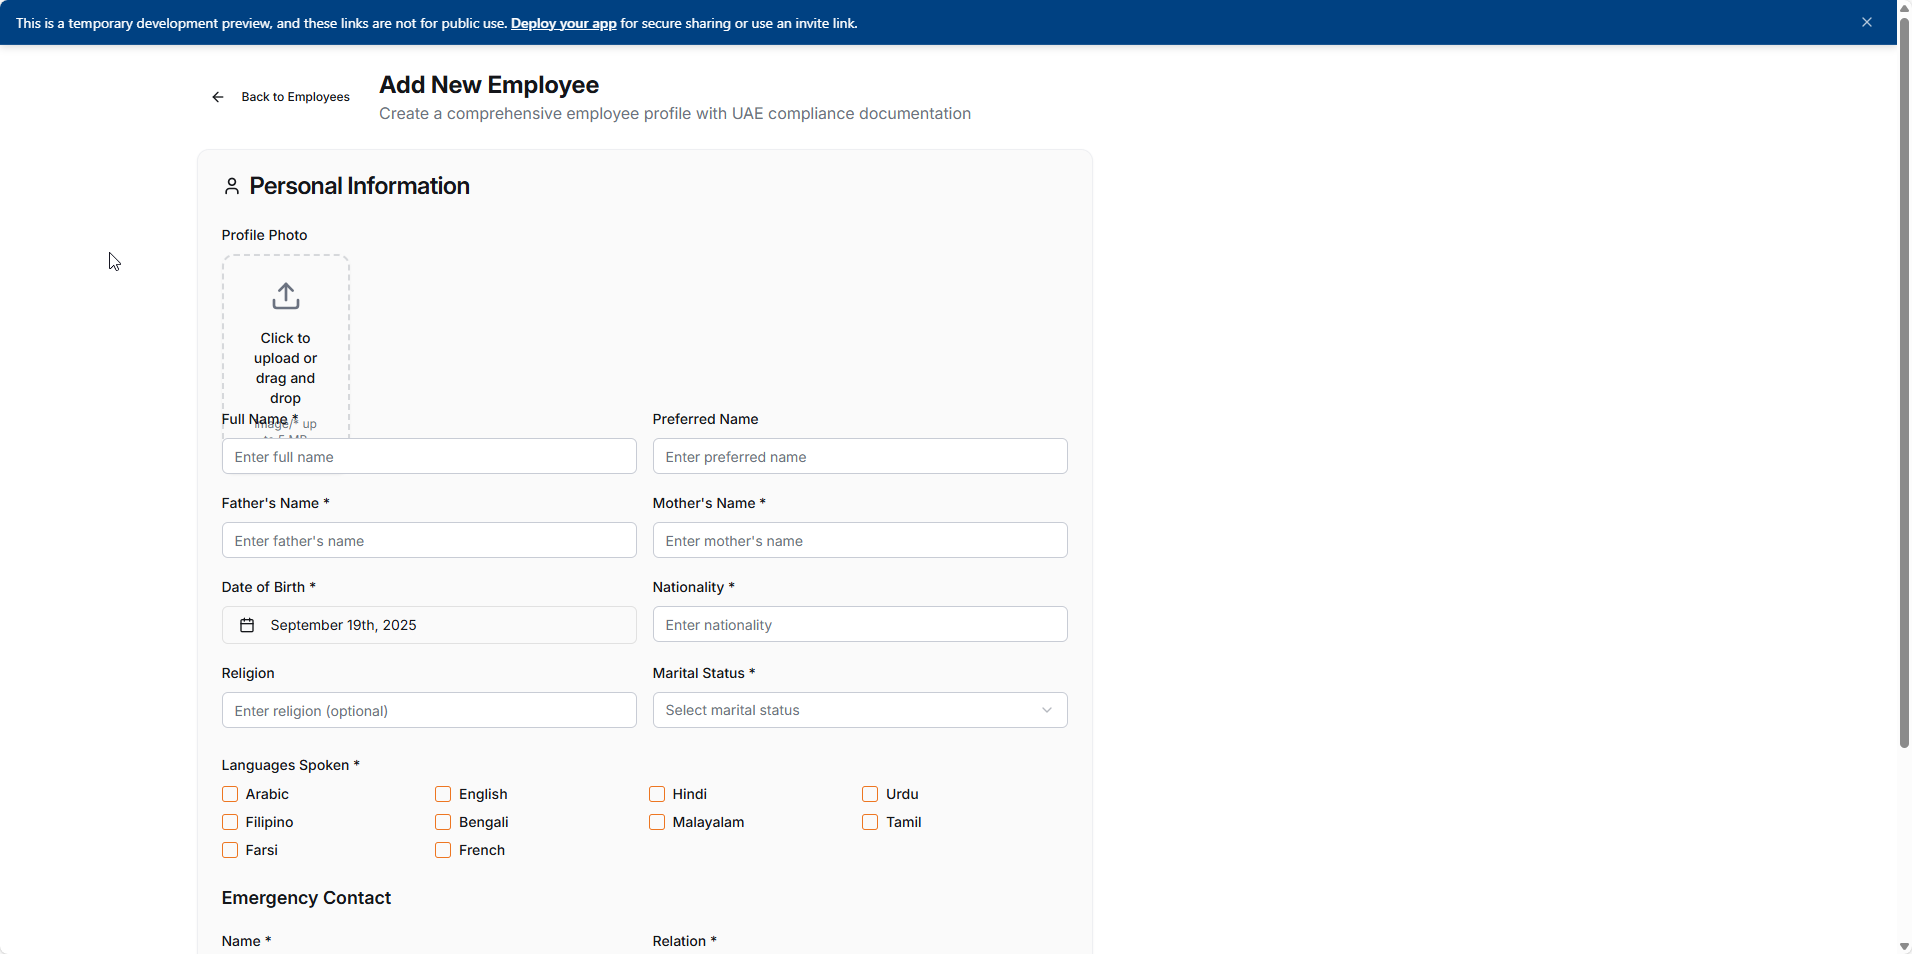 This is a temporary development preview, and these links are not for public use. Deploy your app for secure sharing or use an invite link.
Back to Employees
Add New Employee
Create a comprehensive employee profile with UAE compliance documentation
Personal Information
Profile Photo
Click to
upload or
drag and
drop
image/* up
to 5 MB
Full Name *
Preferred Name
Enter full name
Enter preferred name
Father's Name *
Mother's Name *
Enter father's name
Enter mother's name
Date of Birth *
Nationality *
September 19th, 2025
Enter nationality
Religion
Marital Status *
Enter religion (optional)
Select marital status
Languages Spoken *
Arabic
English
Hindi
Urdu
Filipino
Bengali
Malayalam
Tamil
Farsi
French
Emergency Contact
Name *
Relation *